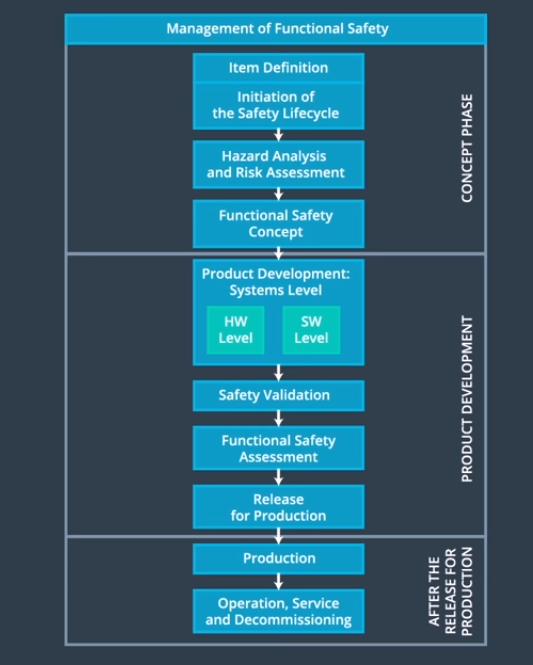 Management of Functional Safety
Item Definition
Initiation of
the Safety Lifecycle
Hazard Analysis
and Risk Assessment
Functional Safety
Concept
CONCEPT PHASE
Product Development:
Systems Level
HW
Level
SW
Level
Safety Validation
Functional Safety
Assessment
Release
for Production
PRODUCT DEVELOPMENT
Production
Operation, Service
and Decommissioning
AFTER THE
RELEASE FOR
PRODUCTION